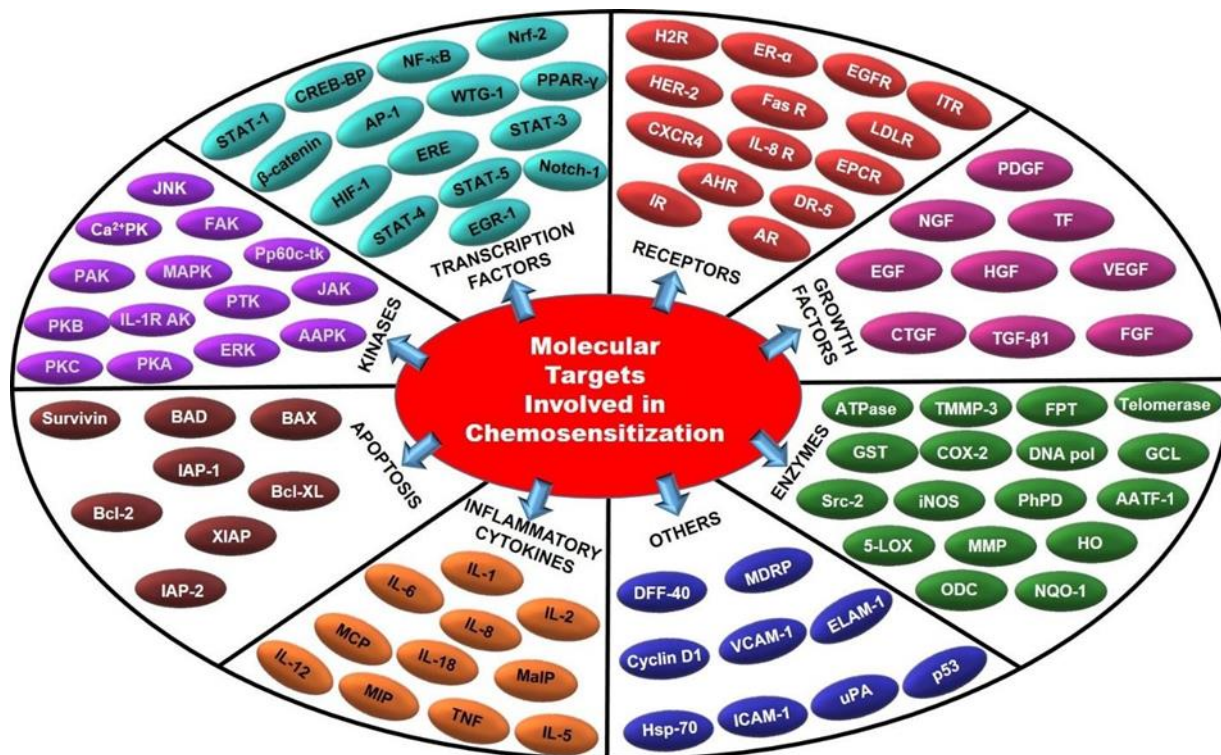 Molecular
Targets
Involved in
Chemosensitization
TRANSCRIPTION
FACTORS
Nrf-2
NF-κB
CREB-BP
PPAR-γ
WTG-1
STAT-1
AP-1
STAT-3
β-catenin
ERE
Notch-1
HIF-1
STAT-5
STAT-4
EGR-1
RECEPTORS
H2R
ER-α
EGFR
ITR
HER-2
Fas R
LDLR
CXCR4
IL-8 R
EPCR
IR
AHR
DR-5
AR
GROWTH
FACTORS
PDGF
NGF
TF
EGF
HGF
VEGF
CTGF
TGF-β1
FGF
ENZYMES
ATPase
TMMP-3
FPT
Telomerase
GST
COX-2
DNA pol
GCL
Src-2
iNOS
PhPD
AATF-1
5-LOX
MMP
HO
ODC
NQO-1
OTHERS
DFF-40
MDRP
Cyclin D1
VCAM-1
ELAM-1
Hsp-70
ICAM-1
uPA
p53
INFLAMMATORY
CYTOKINES
IL-6
IL-1
IL-2
MCP
IL-8
IL-12
IL-18
MaIP
MIP
TNF
IL-5
APOPTOSIS
Survivin
BAD
BAX
IAP-1
Bcl-XL
Bcl-2
XIAP
IAP-2
KINASES
JNK
Ca²⁺PK
FAK
Pp60c-tk
PAK
MAPK
JAK
PTK
PKB
IL-1R AK
AAPK
ERK
PKC
PKA